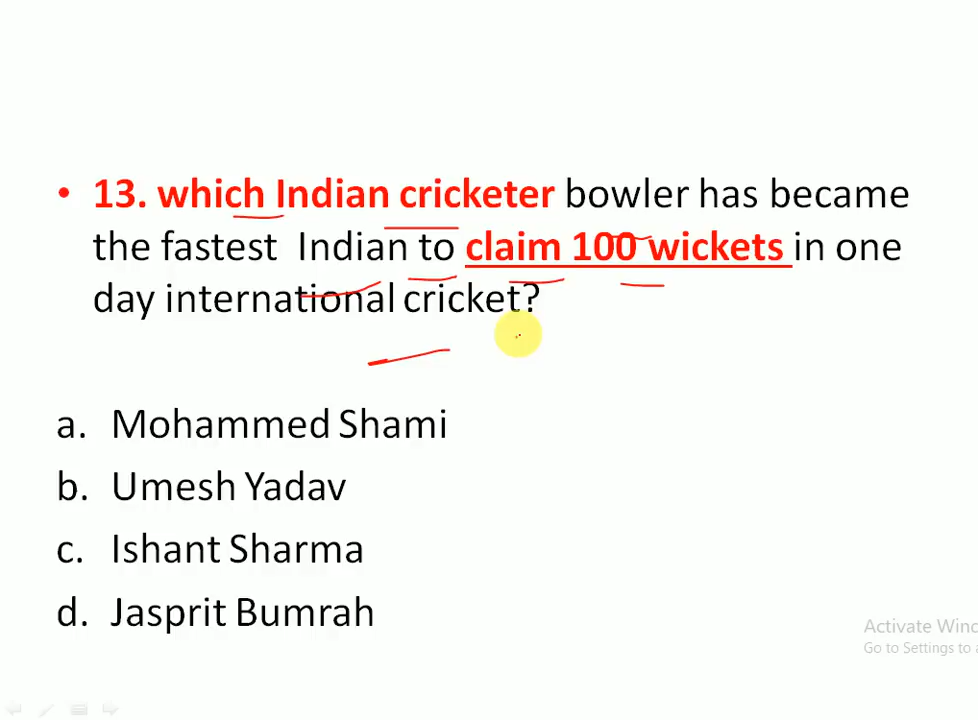 • 13. which Indian cricketer bowler has became
the fastest Indian to claim 100 wickets in one
day international cricket?
a. Mohammed Shami
b. Umesh Yadav
c. Ishant Sharma
d. Jasprit Bumrah
Activate Winc
Go to Settings to a